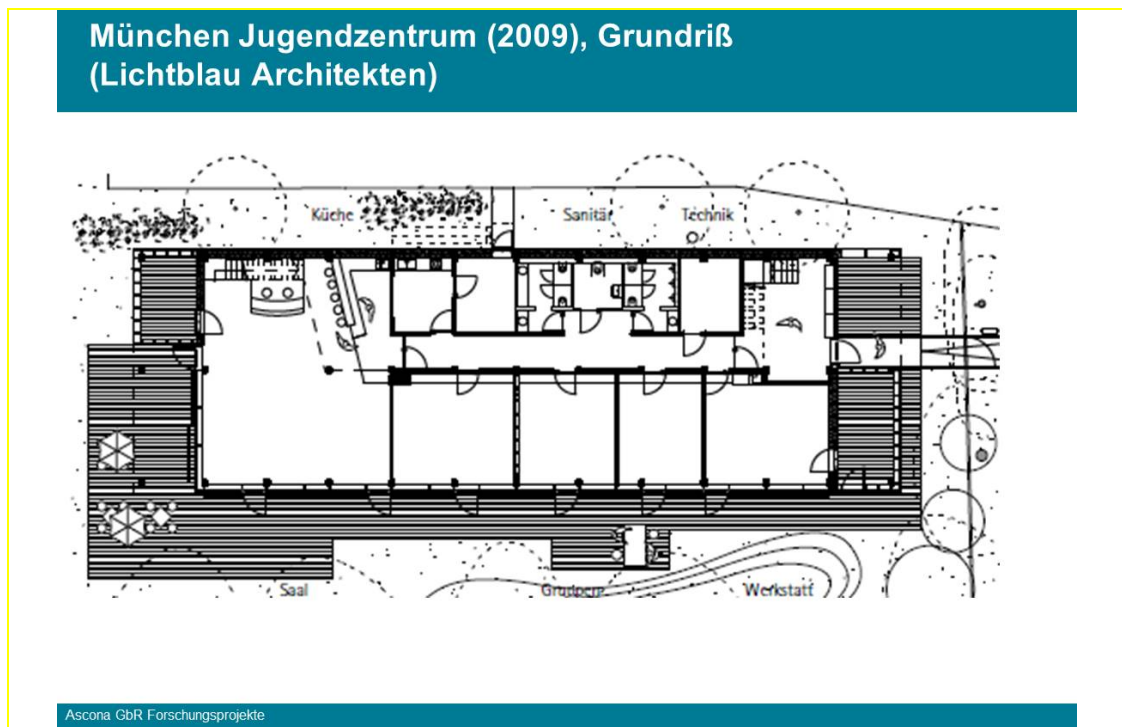 München Jugendzentrum (2009), Grundriß
(Lichtblau Architekten)
Küche
Sanitär
Technik
Saal
Werkstatt
Ascona GbR Forschungsprojekte